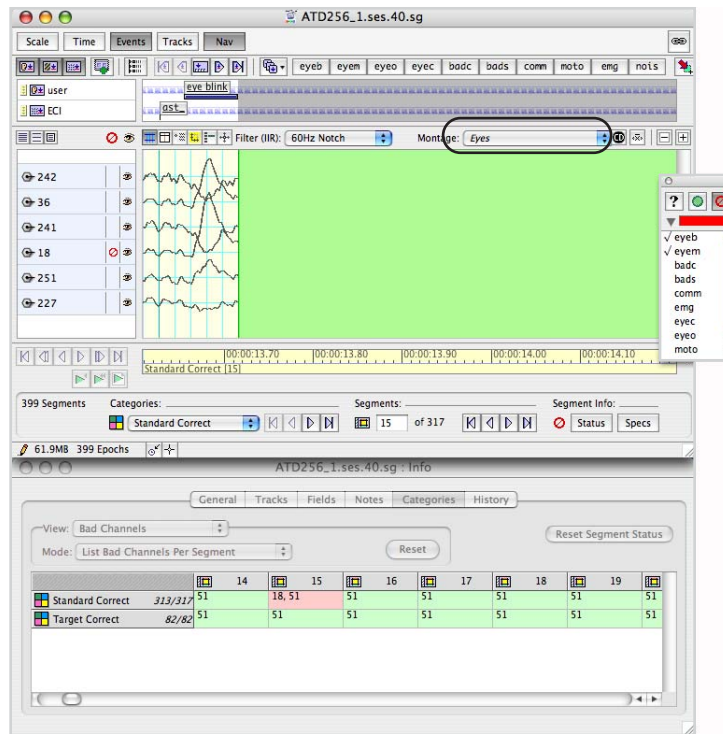 ATD256_1.ses.40.sg
Scale Time Events Tracks Nav
eyeb eyem eyeo eyec badc bads comm moto emg nois
user eye blink
ECI ast_
Filter (IIR): 60Hz Notch Montage: Eyes
242
36
241
18
251
227
?
√ eyeb
√ eyem
badc
bads
comm
emg
eyec
eyeo
moto
00:00:13.70 00:00:13.80 00:00:13.90 00:00:14.00 00:00:14.10
Standard Correct [15]
399 Segments Categories: Segments: Segment Info:
Standard Correct 15 of 317 Status Specs
61.9MB 399 Epochs
ATD256_1.ses.40.sg : Info
General Tracks Fields Notes Categories History
View: Bad Channels Reset Segment Status
Mode: List Bad Channels Per Segment Reset
14 15 16 17 18 19
Standard Correct 313/317 51 18, 51 51 51 51 51 51
Target Correct 82/82 51 51 51 51 51 51 51